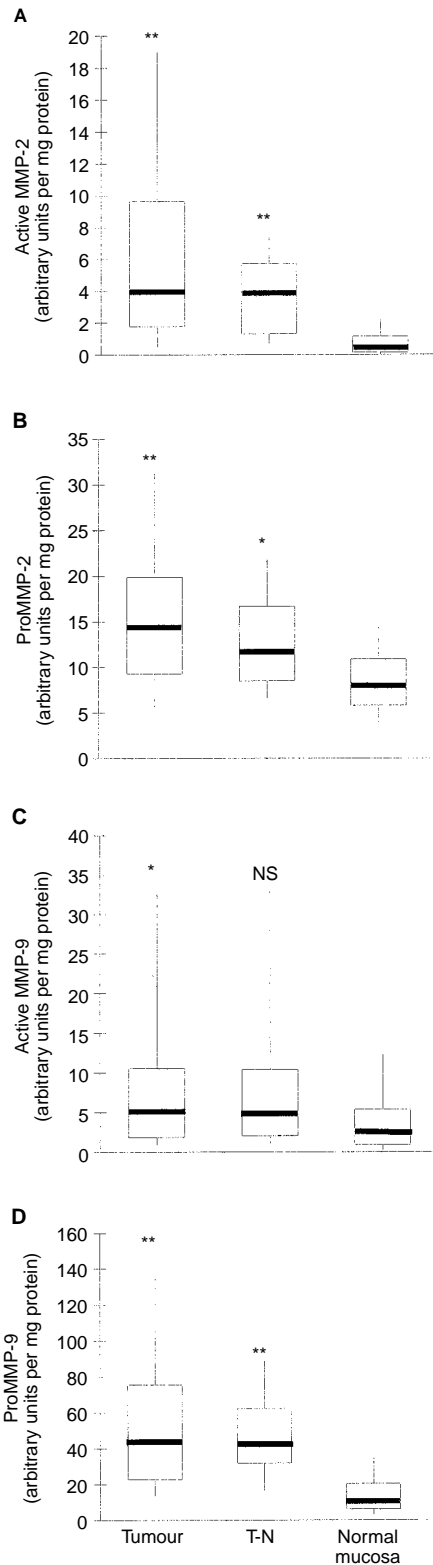 A
**
20
18
16
14
12
10
8
6
4
2
0
Active MMP-2
(arbitrary units per mg protein)
**
B
35
30
25
20
15
10
5
0
ProMMP-2
(arbitrary units per mg protein)
**
*
C
40
35
30
25
20
15
10
5
0
Active MMP-9
(arbitrary units per mg protein)
*
NS
D
160
140
120
100
80
60
40
20
0
ProMMP-9
(arbitrary units per mg protein)
**
**
Tumour
T-N
Normal
mucosa